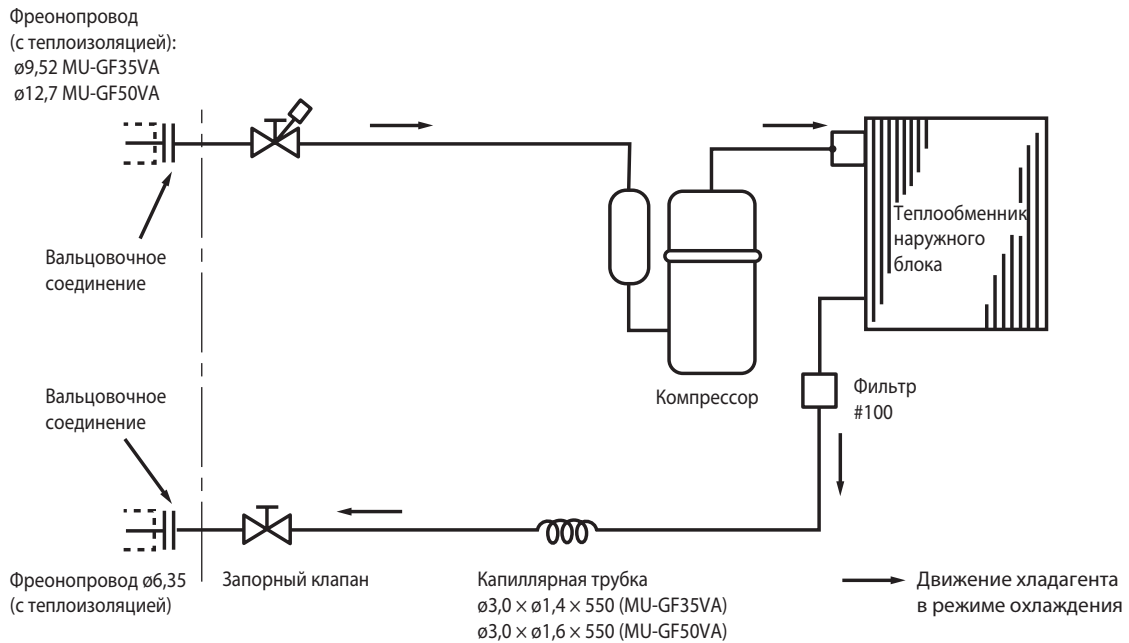 Фреонопровод
(с теплоизоляцией):
ø9,52 MU-GF35VA
ø12,7 MU-GF50VA
Вальцовочное
соединение
Теплообменник
наружного
блока
Компрессор
Фильтр
#100
Вальцовочное
соединение
Фреонопровод ø6,35
(с теплоизоляцией)
Запорный клапан
Капиллярная трубка
ø3,0 × ø1,4 × 550 (MU-GF35VA)
ø3,0 × ø1,6 × 550 (MU-GF50VA)
Движение хладагента
в режиме охлаждения